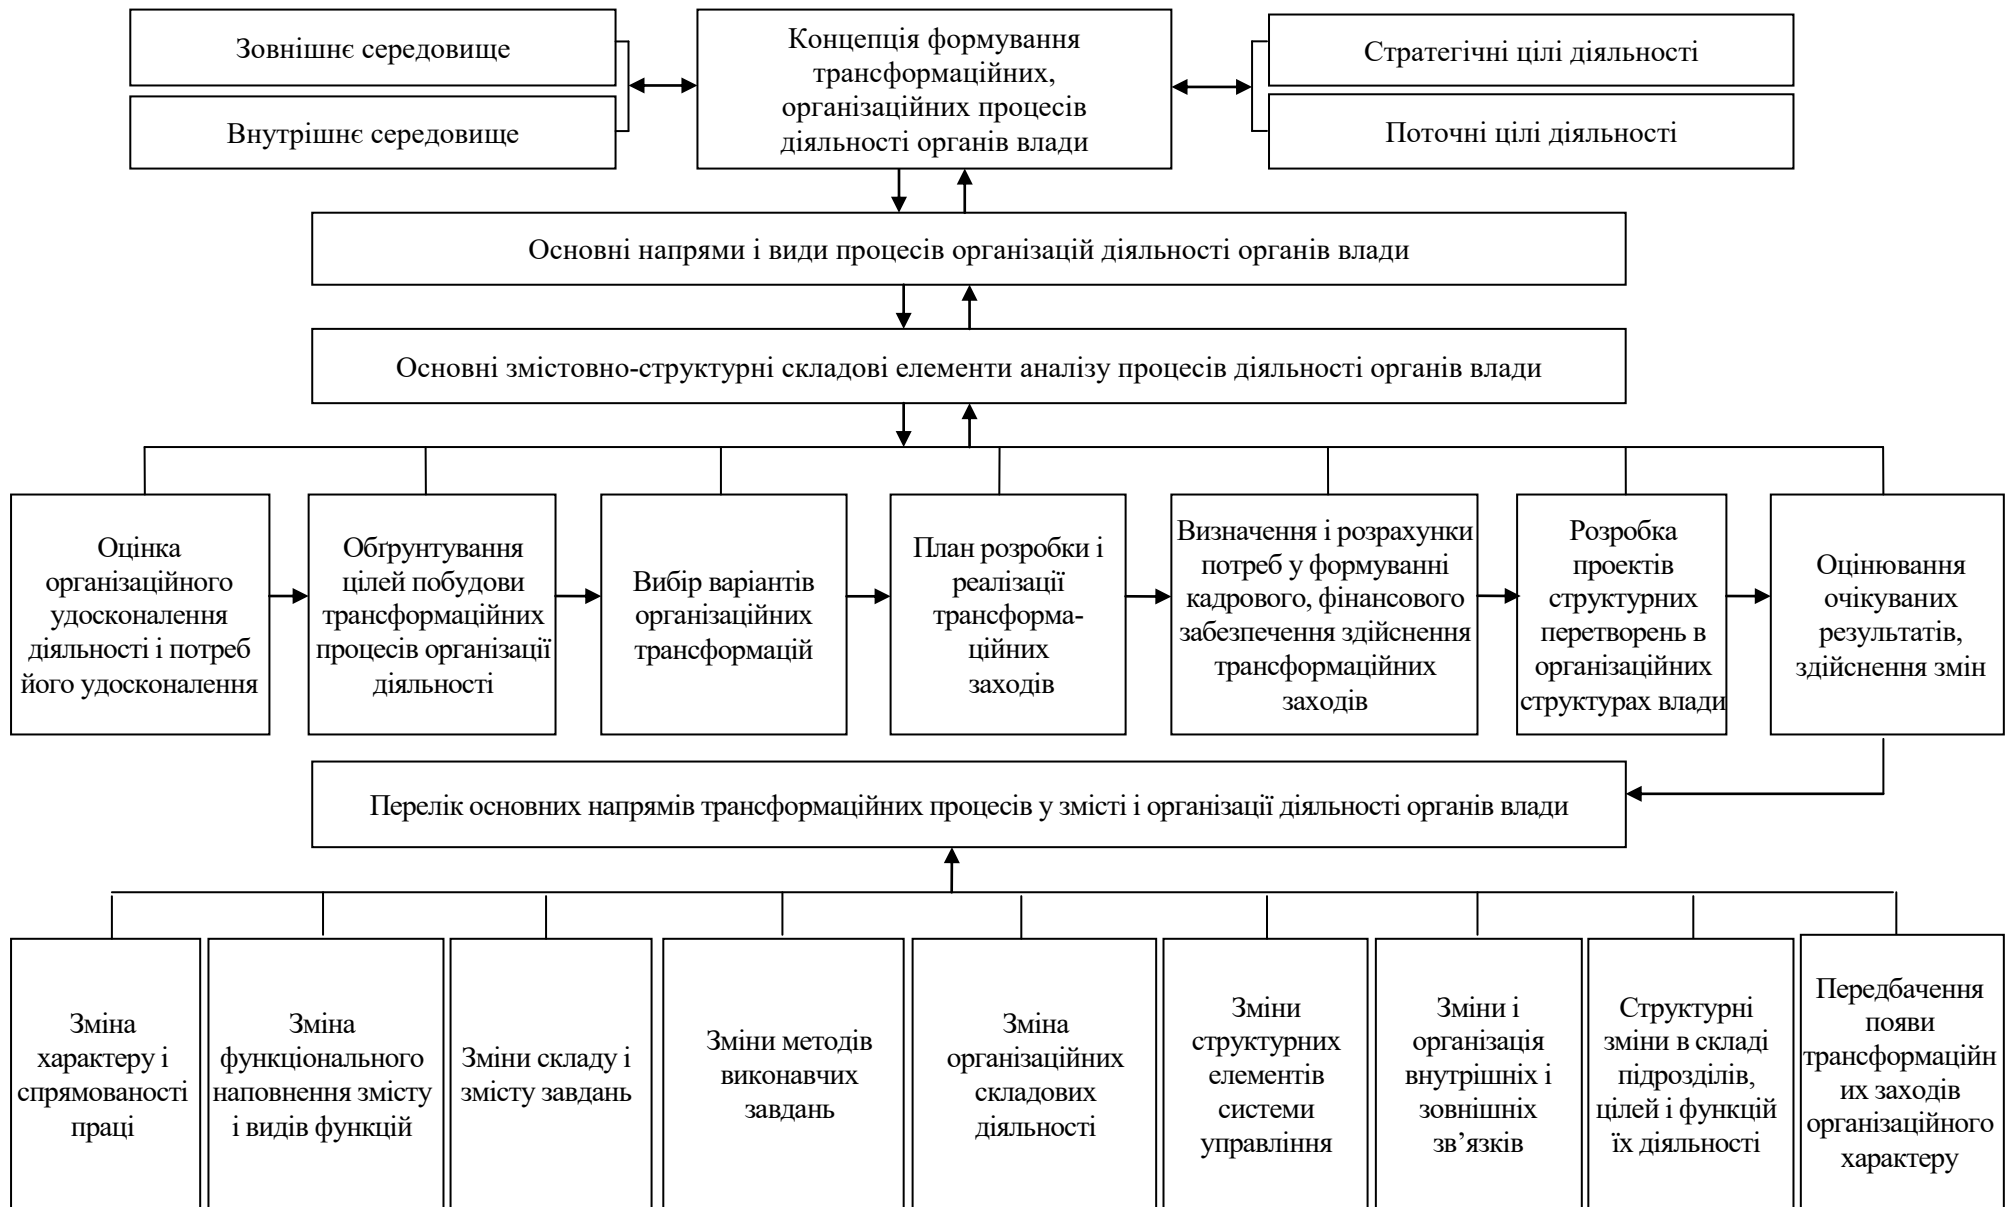 Зовнішнє середовище
Внутрішнє середовище
Концепція формування
трансформаційних,
організаційних процесів
діяльності органів влади
Стратегічні цілі діяльності
Поточні цілі діяльності
Основні напрями і види процесів організацій діяльності органів влади
Основні змістовно-структурні складові елементи аналізу процесів діяльності органів влади
Оцінка
організаційного
удосконалення
діяльності і потреб
його удосконалення
Обґрунтування
цілей побудови
трансформаційних
процесів організації
діяльності
Вибір варіантів
організаційних
трансформацій
План розробки і
реалізації
трансформа-
ційних
заходів
Визначення і розрахунки
потреб у формуванні
кадрового, фінансового
забезпечення здійснення
трансформаційних
заходів
Розробка
проектів
структурних
перетворень в
організаційних
структурах влади
Оцінювання
очікуваних
результатів,
здійснення змін
Перелік основних напрямів трансформаційних процесів у змісті і організації діяльності органів влади
Зміна
характеру і
спрямованості
праці
Зміна
функціонального
наповнення змісту
і видів функцій
Зміни складу і
змісту завдань
Зміни методів
виконавчих
завдань
Зміна
організаційних
складових
діяльності
Зміни
структурних
елементів
системи
управління
Зміни і
організація
внутрішніх і
зовнішніх
зв’язків
Структурні
зміни в складі
підрозділів,
цілей і функцій
їх діяльності
Передбачення
появи
трансформаційн
их заходів
організаційного
характеру